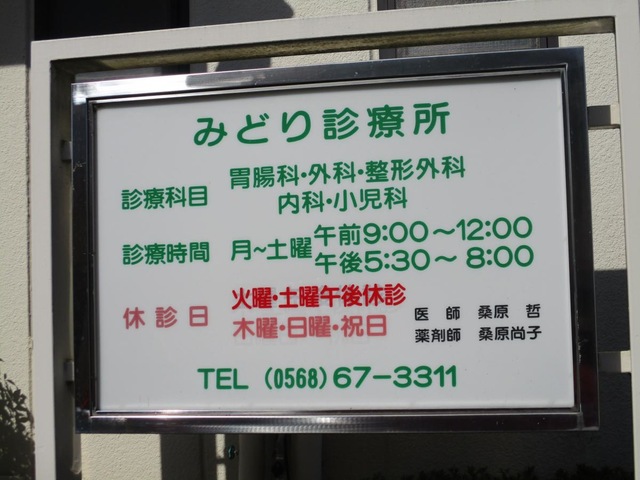 みどり診療所
診療科目 胃腸科・外科・整形外科
内科・小児科
診療時間 月~土曜 午前9:00~12:00
午後5:30~8:00
休診日 火曜・土曜午後休診
木曜・日曜・祝日
医師 桑原 哲
薬剤師 桑原尚子
TEL (0568) 67-3311